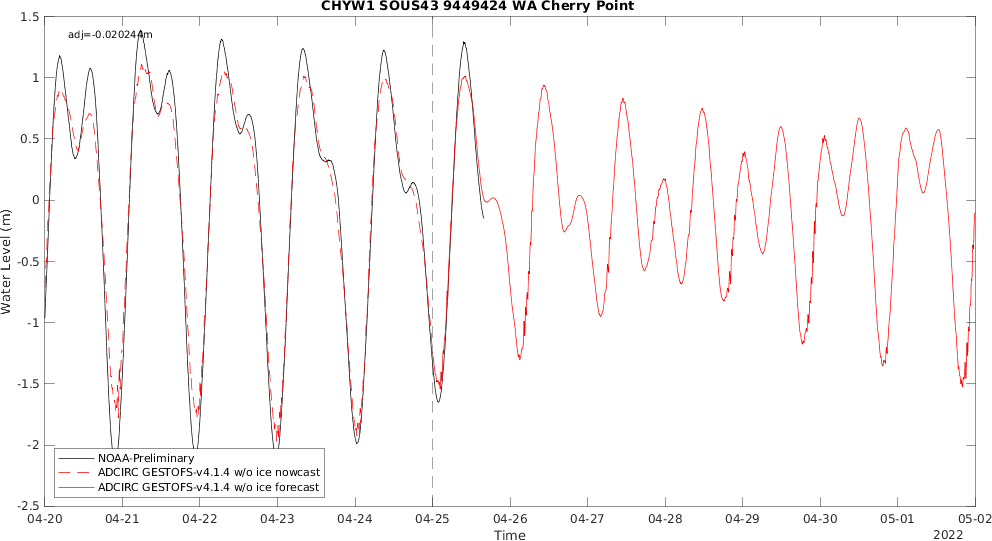 CHYW1 SOUS43 9449424 WA Cherry Point
adj=-0.020244m
Water Level (m)
1.5
1
0.5
0
-0.5
-1
-1.5
-2
-2.5
NOAA-Preliminary
ADCIRC GESTOFS-v4.1.4 w/o ice nowcast
ADCIRC GESTOFS-v4.1.4 w/o ice forecast
04-20 04-21 04-22 04-23 04-24 04-25 04-26 04-27 04-28 04-29 04-30 05-01 05-02
Time
2022